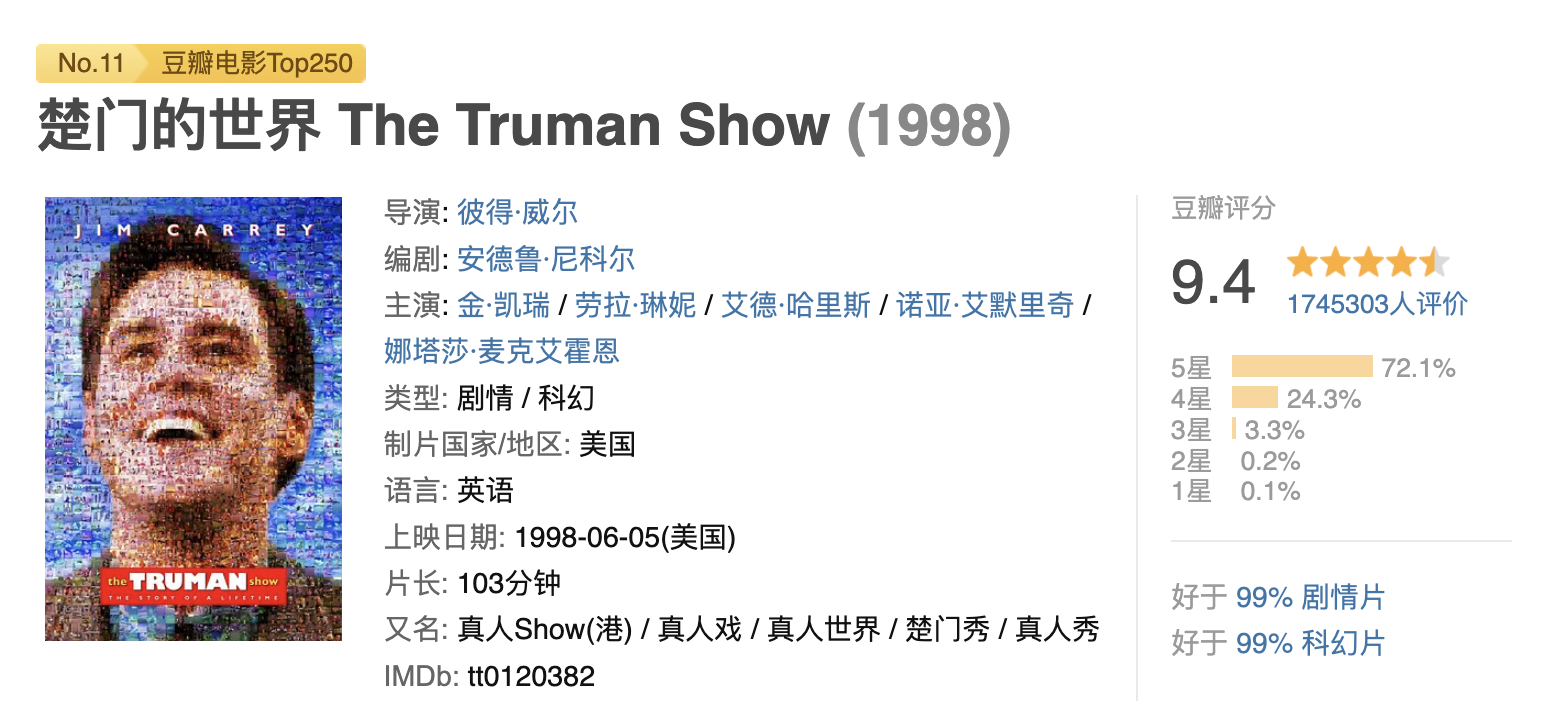 No.11 豆瓣电影Top250
楚门的世界 The Truman Show (1998)
JIM CARREY
the TRUMAN show
THE STORY OF A LIFETIME
导演: 彼得·威尔
编剧: 安德鲁·尼科尔
主演: 金·凯瑞 / 劳拉·琳妮 / 艾德·哈里斯 / 诺亚·艾默里奇 /
娜塔莎·麦克艾霍恩
类型: 剧情 / 科幻
制片国家/地区: 美国
语言: 英语
上映日期: 1998-06-05(美国)
片长: 103分钟
又名: 真人Show(港) / 真人戏 / 真人世界 / 楚门秀 / 真人秀
IMDb: tt0120382
豆瓣评分
9.4
1745303人评价
5星 72.1%
4星 24.3%
3星 3.3%
2星 0.2%
1星 0.1%
好于 99% 剧情片
好于 99% 科幻片